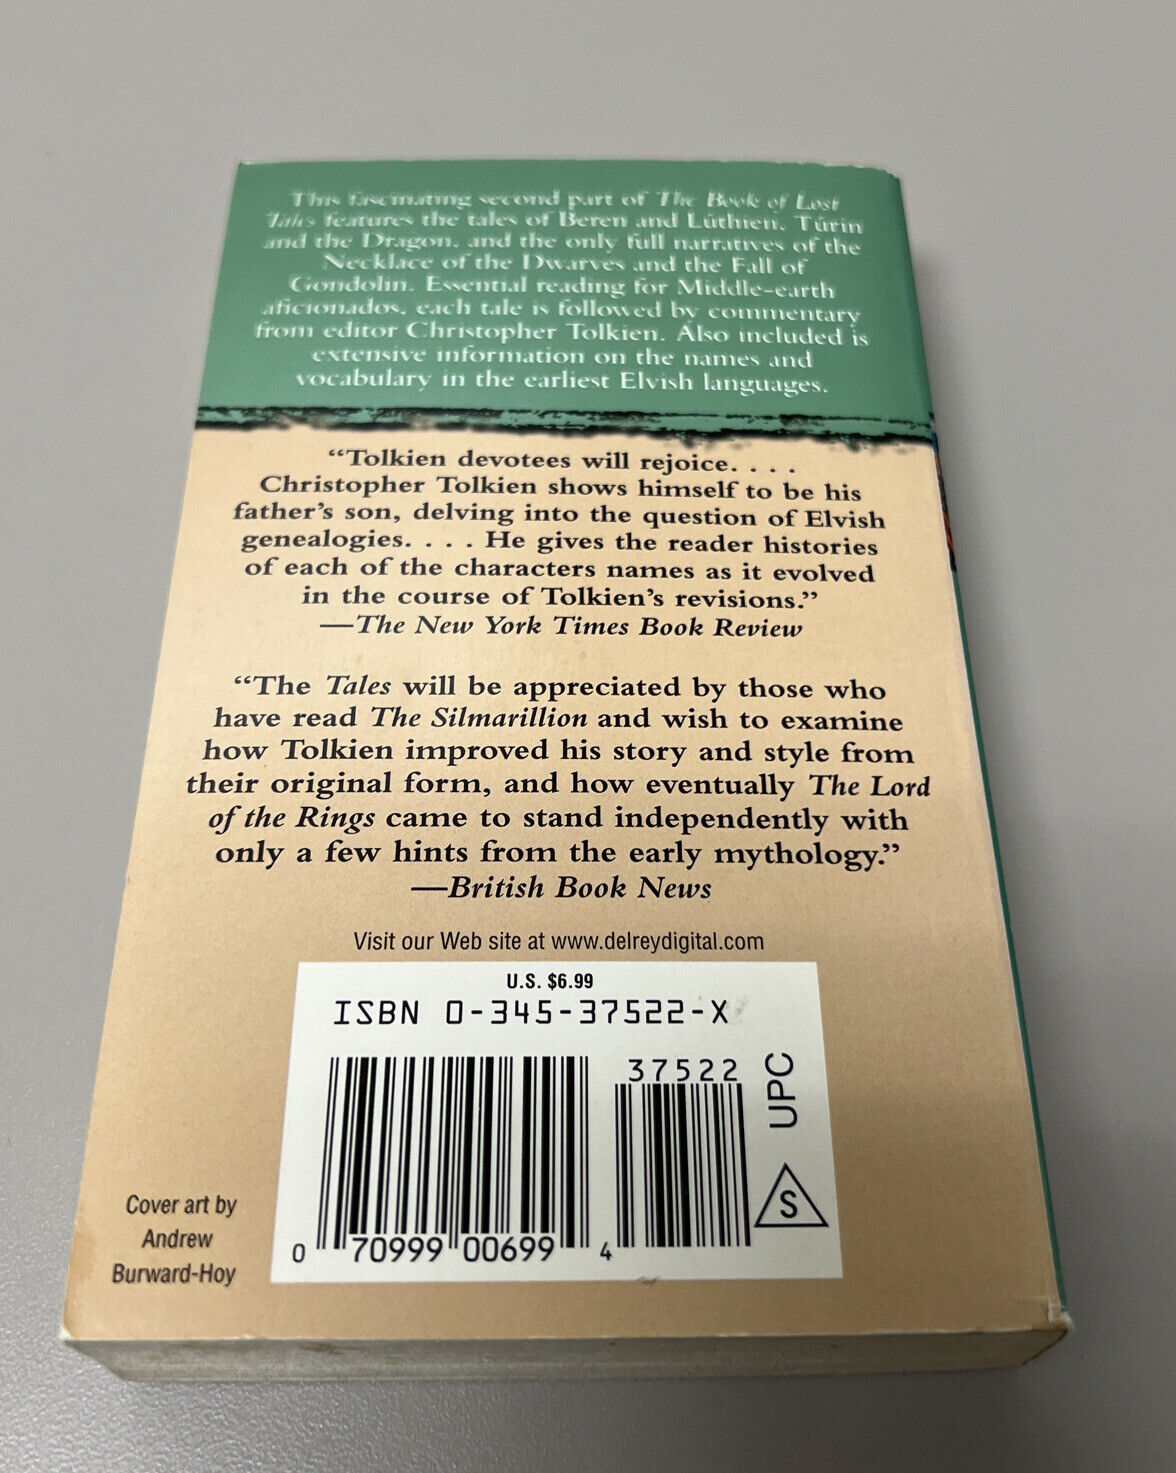 This fascinating second part of The Book of Lost
Tales features the tales of Beren and Lúthien, Túrin
and the Dragon, and the only full narratives of the
Necklace of the Dwarves and the Fall of
Gondolin. Essential reading for Middle-earth
aficionados, each tale is followed by commentary
from editor Christopher Tolkien. Also included is
extensive information on the names and
vocabulary in the earliest Elvish languages.
“Tolkien devotees will rejoice. . . .
Christopher Tolkien shows himself to be his
father’s son, delving into the question of Elvish
genealogies. . . . He gives the reader histories
of each of the characters names as it evolved
in the course of Tolkien’s revisions.”
—The New York Times Book Review
“The Tales will be appreciated by those who
have read The Silmarillion and wish to examine
how Tolkien improved his story and style from
their original form, and how eventually The Lord
of the Rings came to stand independently with
only a few hints from the early mythology.”
—British Book News
Visit our Web site at www.delreydigital.com
U.S. $6.99
ISBN 0-345-37522-X
37522
UPC
S
0 70999 00699 4
Cover art by
Andrew
Burward-Hoy